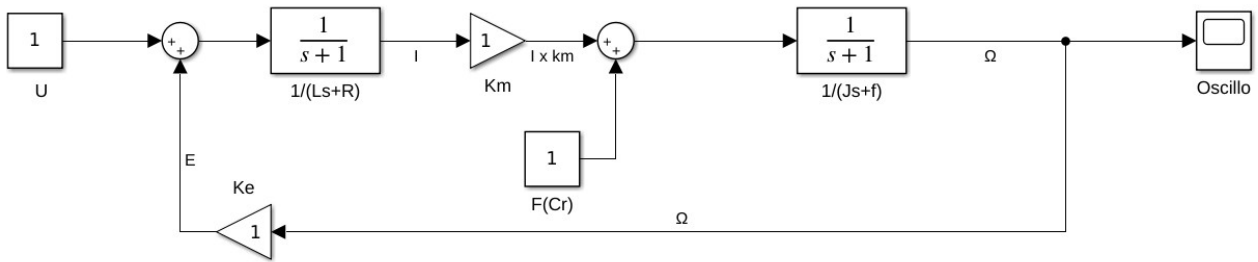 1
U
+
+
1
s + 1
1/(Ls+R)
I
1
Km
I x km
+
+
1
F(Cr)
1
s + 1
1/(Js+f)
Ω
Oscillo
E
Ke
1
Ω